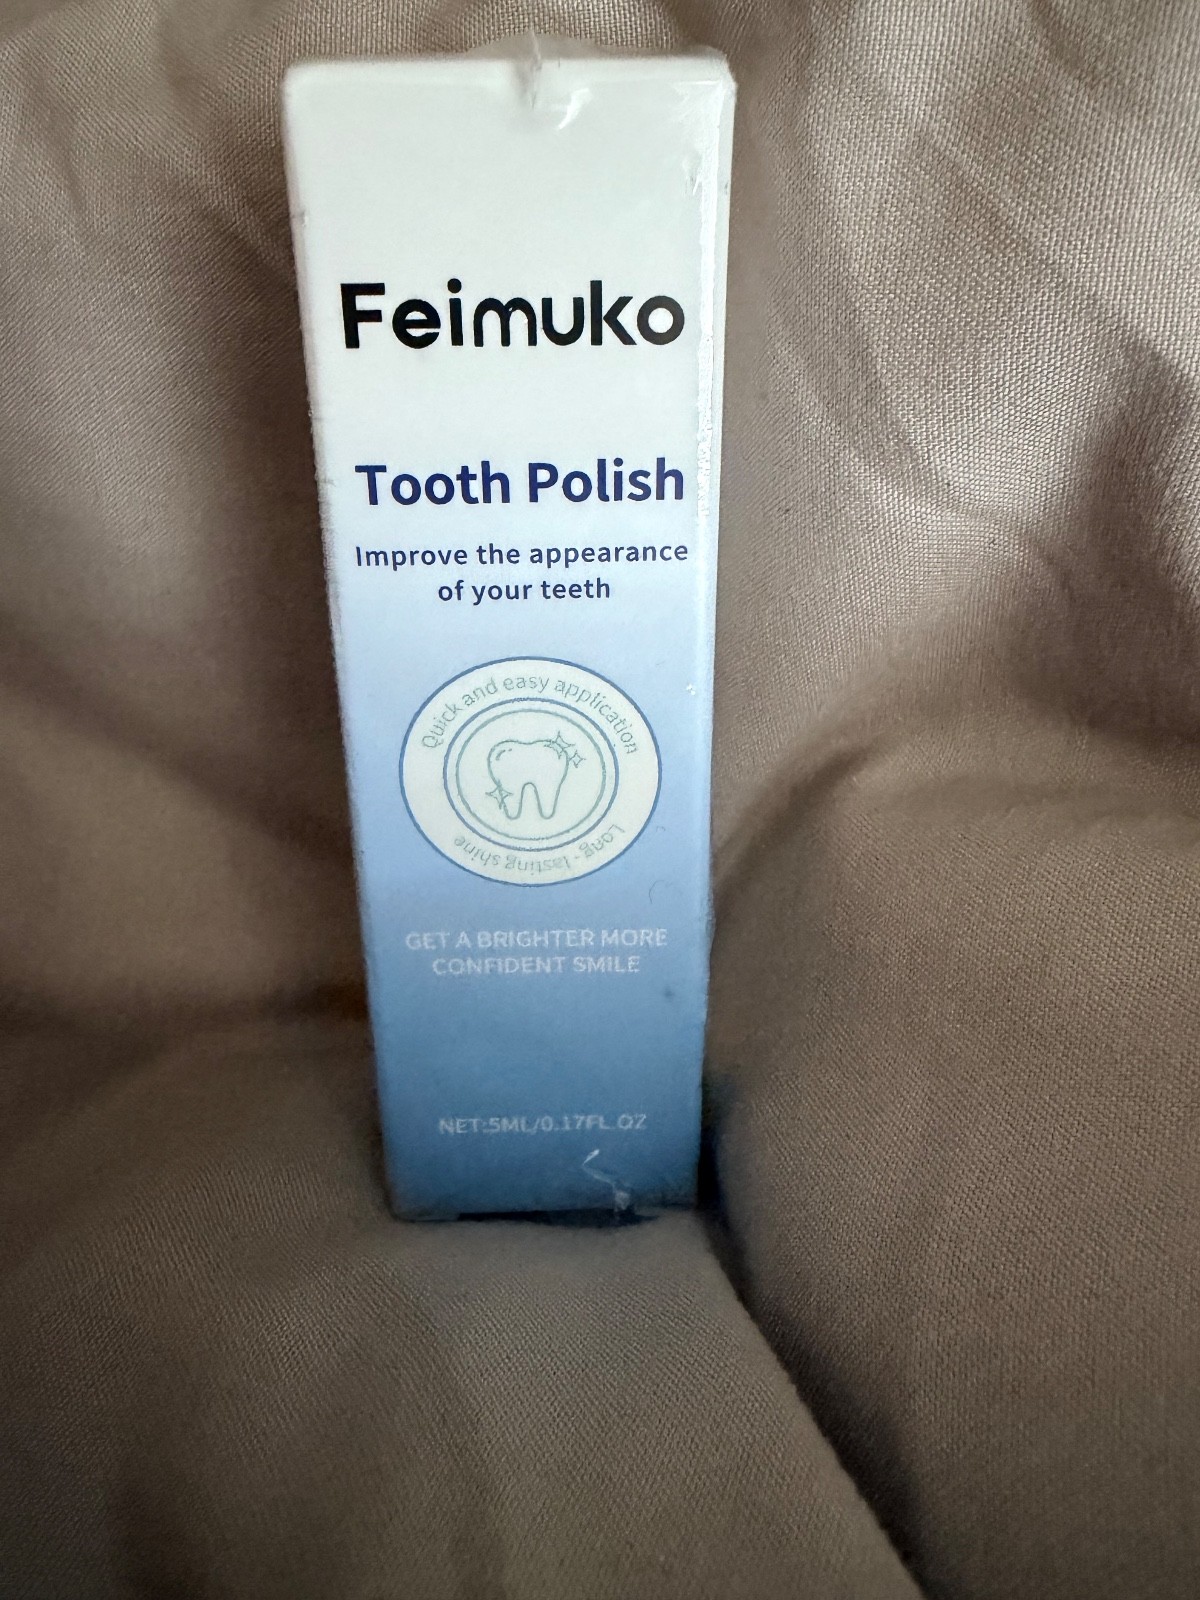 Feimuko
Tooth Polish
Improve the appearance
of your teeth
Quick and easy application
Long-lasting shine
GET A BRIGHTER MORE
CONFIDENT SMILE
NET:5ML/0.17FL OZ